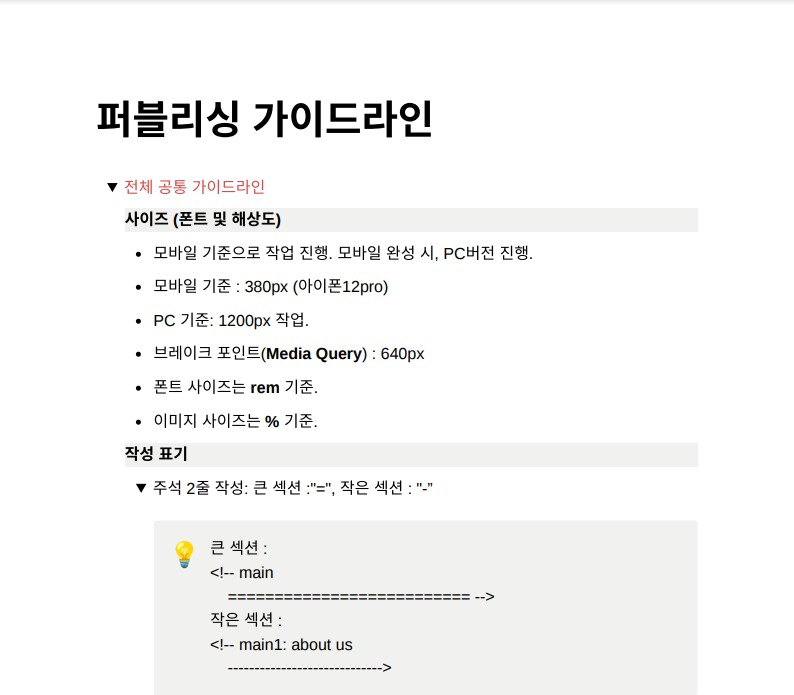 퍼블리싱 가이드라인
전체 공통 가이드라인
사이즈 (폰트 및 해상도)
모바일 기준으로 작업 진행. 모바일 완성 시, PC버전 진행.
모바일 기준 : 380px (아이폰12pro)
PC 기준: 1200px 작업.
브레이크 포인트(Media Query) : 640px
폰트 사이즈는 rem 기준.
이미지 사이즈는 % 기준.
작성 표기
주석 2줄 작성: 큰 섹션 :"=", 작은 섹션 : "-”
큰 섹션 :
<!-- main
========================== -->
작은 섹션 :
<!-- main1: about us
---------------------------->